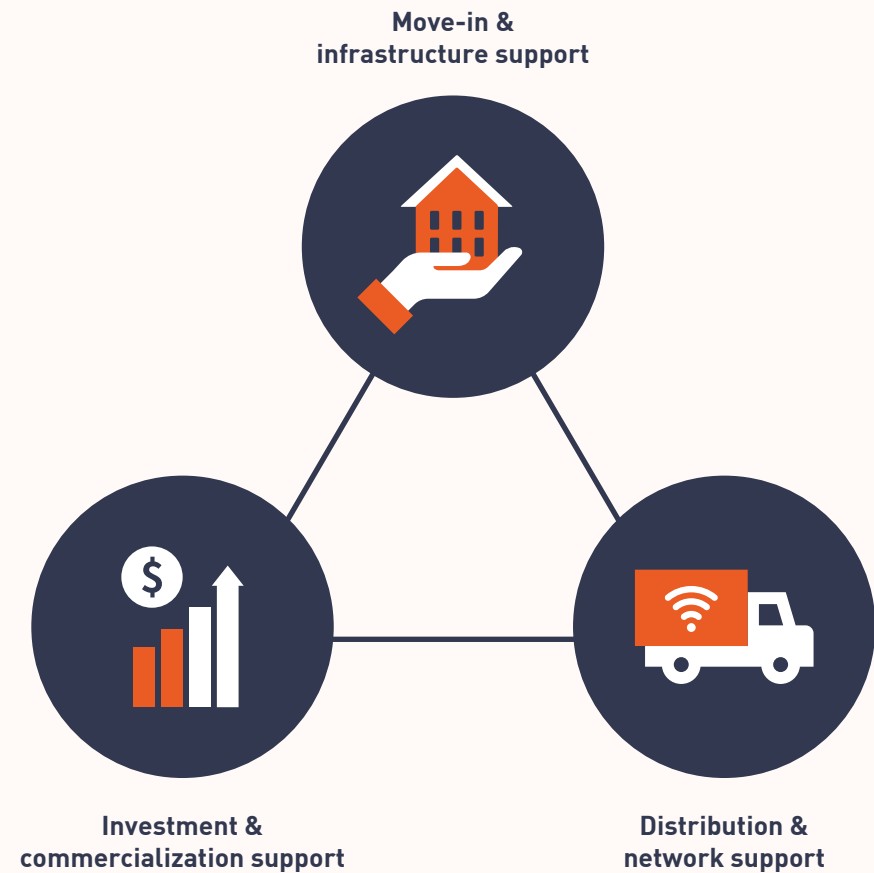 Move-in &
infrastructure support
$
Investment &
commercialization support
Distribution &
network support